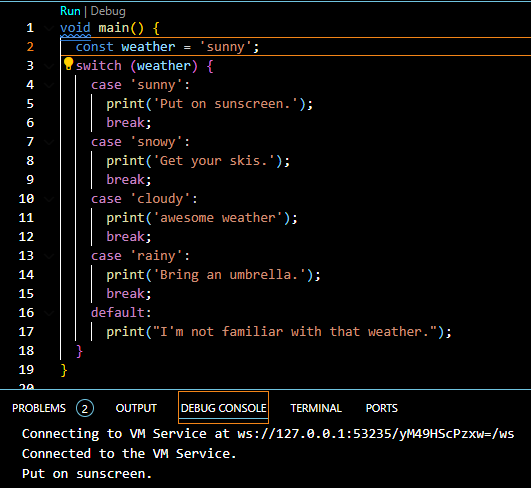 Run | Debug
1 void main() {
2 const weather = 'sunny';
3 switch (weather) {
4 case 'sunny':
5 print('Put on sunscreen.');
6 break;
7 case 'snowy':
8 print('Get your skis.');
9 break;
10 case 'cloudy':
11 print('awesome weather');
12 break;
13 case 'rainy':
14 print('Bring an umbrella.');
15 break;
16 default:
17 print("I'm not familiar with that weather.");
18 }
19 }
20
PROBLEMS 2 OUTPUT DEBUG CONSOLE TERMINAL PORTS
Connecting to VM Service at ws://127.0.0.1:53235/yM49HScPzxw=/ws
Connected to the VM Service.
Put on sunscreen.